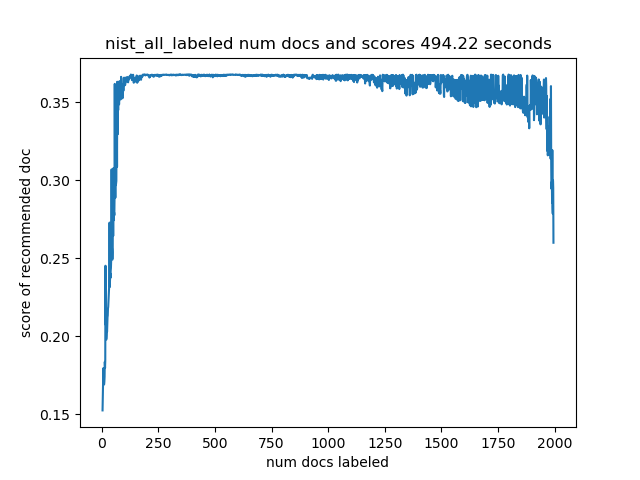 nist_all_labeled num docs and scores 494.22 seconds
score of recommended doc
0.35
0.30
0.25
0.20
0.15
0 250 500 750 1000 1250 1500 1750 2000
num docs labeled